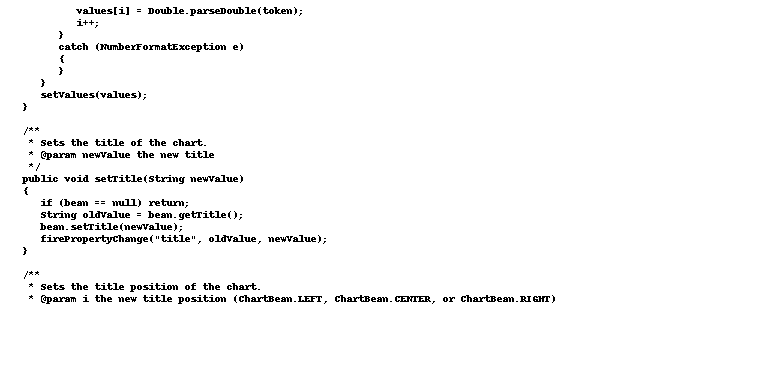 values[i] = Double.parseDouble(token);
i++;
}
catch (NumberFormatException e)
{
}
}
setValues(values);
}
/**
* Sets the title of the chart.
* @param newValue the new title
*/
public void setTitle(String newValue)
{
if (bean == null) return;
String oldValue = bean.getTitle();
bean.setTitle(newValue);
firePropertyChange("title", oldValue, newValue);
}
/**
* Sets the title position of the chart.
* @param i the new title position (ChartBean.LEFT, ChartBean.CENTER, or ChartBean.RIGHT)